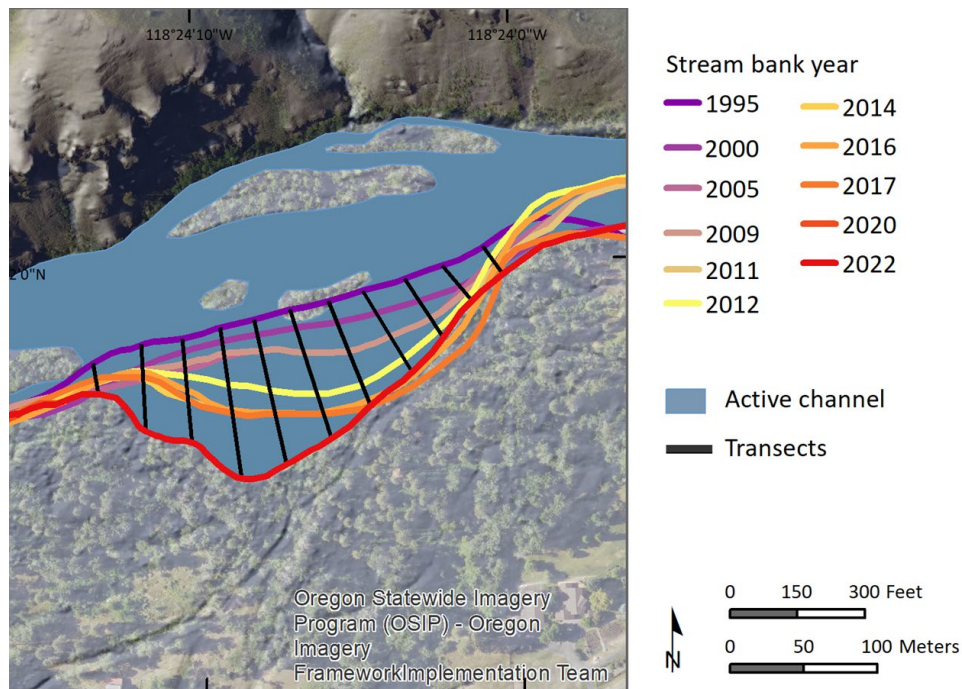 118°24'10"W
118°24'0"W
2'0"N
Oregon Statewide Imagery
Program (OSIP) - Oregon
Imagery
FrameworkImplementation Team
Stream bank year
1995
2000
2005
2009
2011
2012
2014
2016
2017
2020
2022
Active channel
Transects
N
0 150 300 Feet
0 50 100 Meters